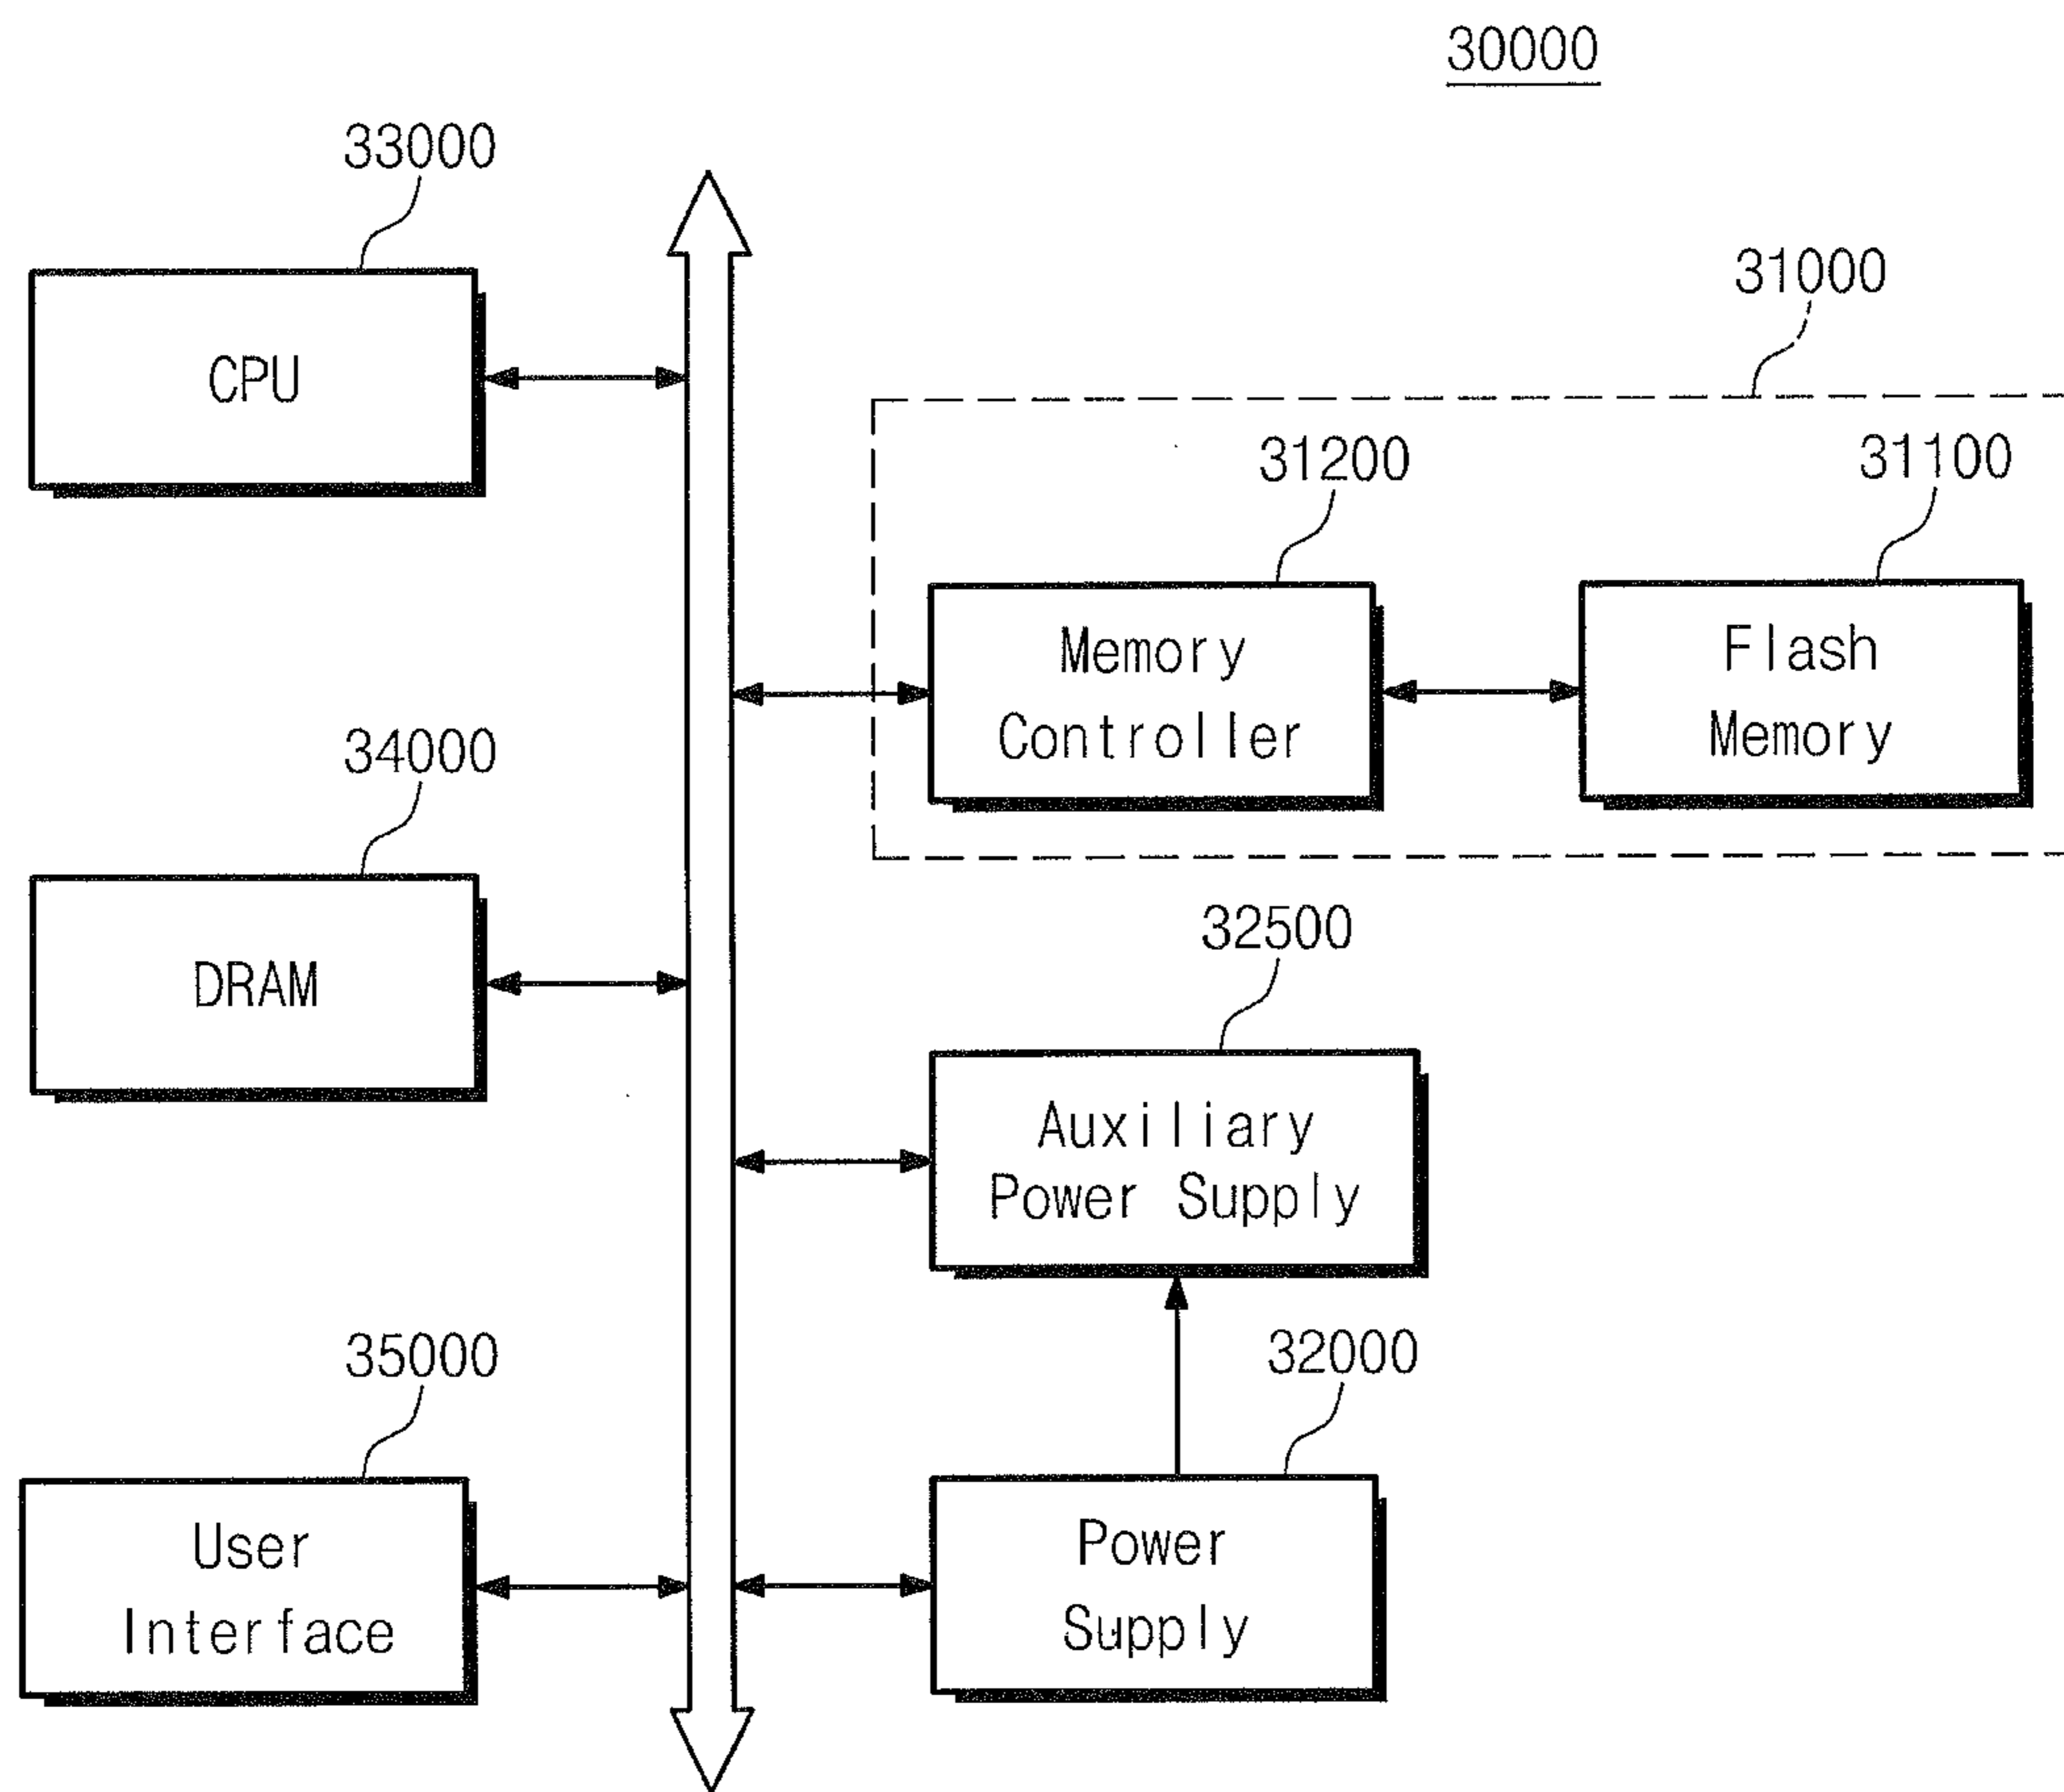 30000
33000
CPU
31000
31200
31100
Memory
Controller
Flash
Memory
34000
DRAM
32500
Auxiliary
Power Supply
35000
User
Interface
32000
Power
Supply